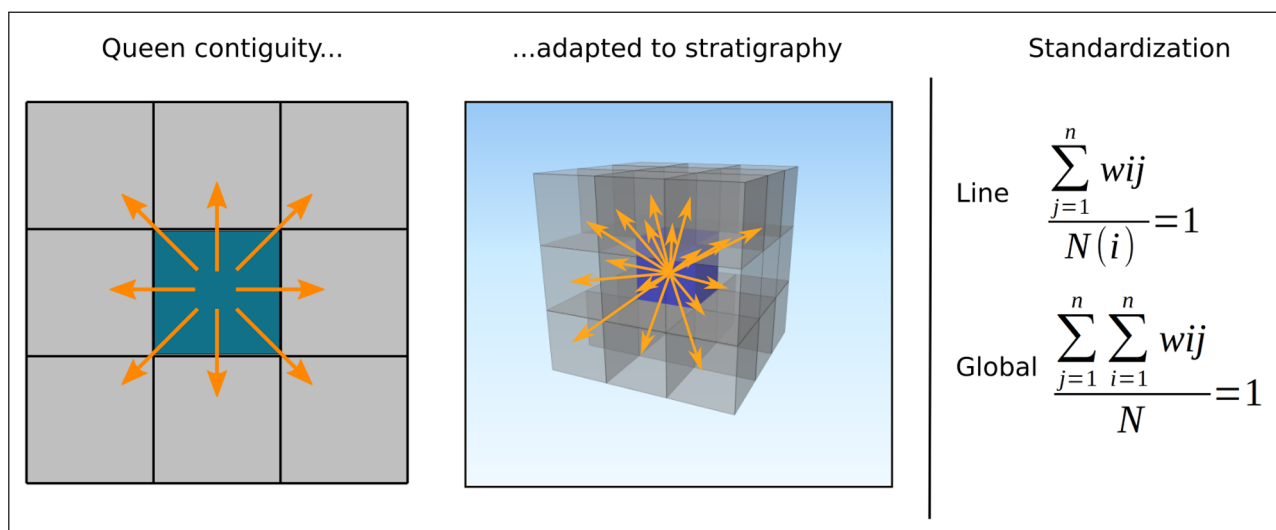 Queen contiguity...
...adapted to stratigraphy
Standardization
Line
n
∑ wij
j=1
N(i)
=1
Global
n n
∑ ∑ wij
j=1 i=1
N
=1